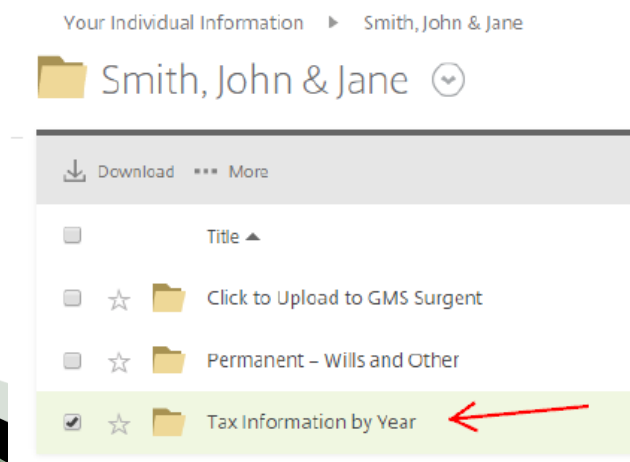 Your Individual Information ▶ Smith, John & Jane
Smith, John & Jane
Download ••• More
Title ▲
Click to Upload to GMS Surgent
Permanent – Wills and Other
Tax Information by Year